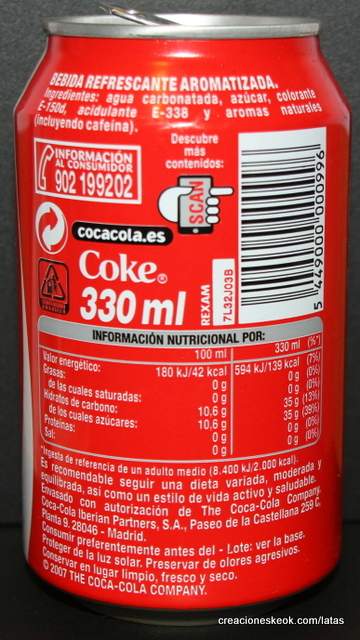 BEBIDA REFRESCANTE AROMATIZADA.
Ingredientes: agua carbonatada, azúcar, colorante
E-150d, acidulante E-338 y aromas naturales
(incluyendo cafeína).
INFORMACIÓN
AL CONSUMIDOR
902 199202
Descubre
más
contenidos:
SCAN
cocacola.es
Coke®
330 ml
REXAM
7L32J03B
5 449000 000996
INFORMACIÓN NUTRICIONAL POR:
100 ml 330 ml (%*)
Valor energético: 180 kJ/42 kcal 594 kJ/139 kcal (7%)
Grasas: 0 g 0 g (0%)
de las cuales saturadas: 0 g 0 g (0%)
Hidratos de carbono: 10,6 g 35 g (13%)
de los cuales azúcares: 10,6 g 35 g (39%)
Proteínas: 0 g 0 g (0%)
Sal: 0 g 0 g (0%)
*Ingesta de referencia de un adulto medio (8.400 kJ/2.000 kcal).
Es recomendable seguir una dieta variada, moderada y
equilibrada, así como un estilo de vida activo y saludable.
Envasado con autorización de The Coca-Cola Company,
Coca-Cola Iberian Partners, S.A., Paseo de la Castellana 259 C,
Planta 9. 28046 - Madrid.
Consumir preferentemente antes del - Lote: ver la base.
Proteger de la luz solar. Preservar de olores agresivos.
Conservar en lugar limpio, fresco y seco.
© 2007 THE COCA-COLA COMPANY.
creacioneskeok.com/latas